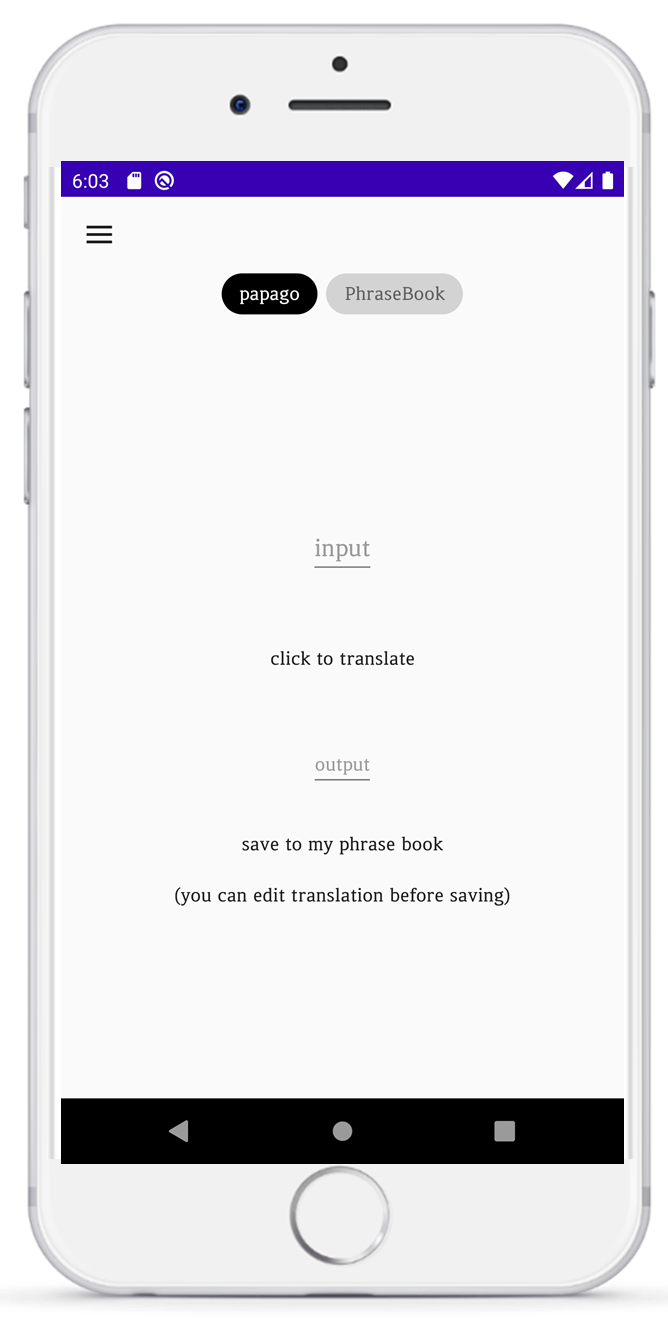 6:03
papago PhraseBook
input
click to translate
output
save to my phrase book
(you can edit translation before saving)